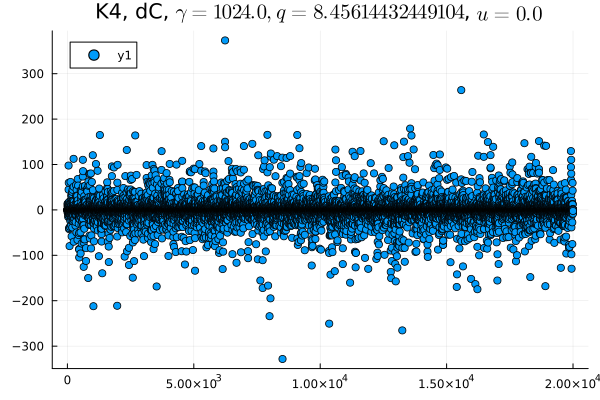 K4, dC, γ = 1024.0, q = 8.45614432449104, u = 0.0
y1
300
200
100
0
−100
−200
−300
0 5.00×10³ 1.00×10⁴ 1.50×10⁴ 2.00×10⁴